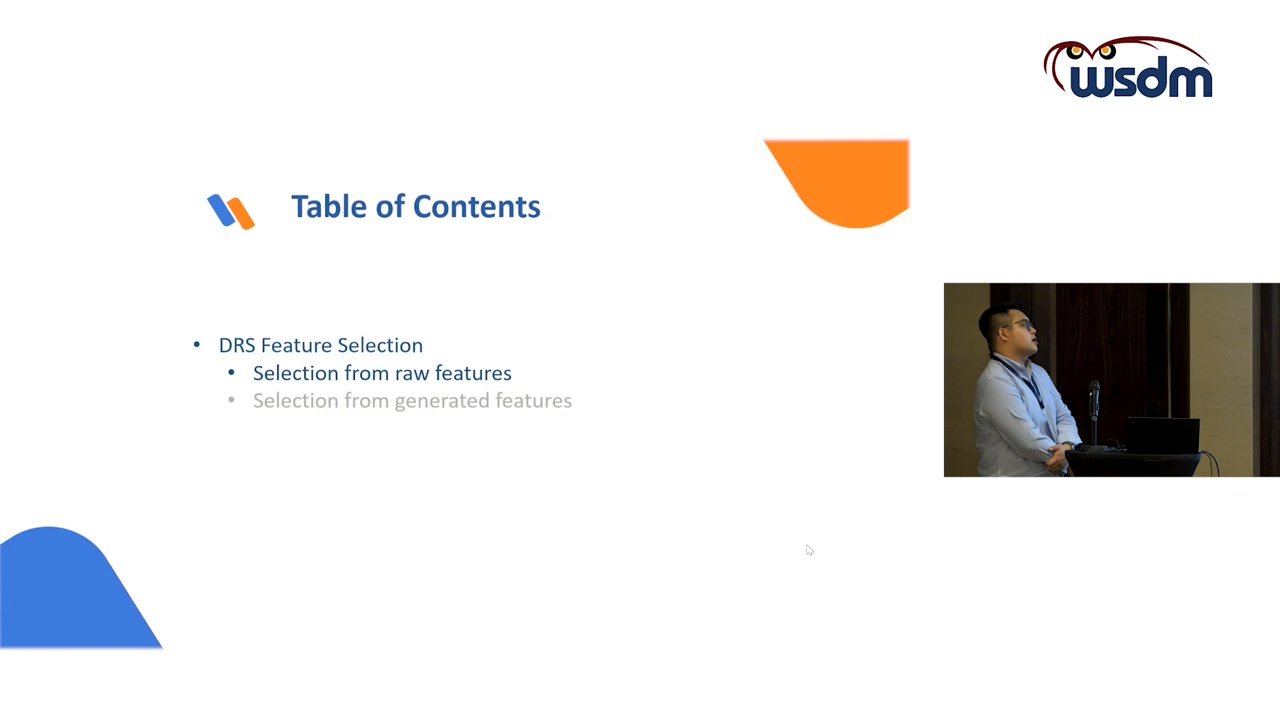 wsdm
Table of Contents
• DRS Feature Selection
• Selection from raw features
• Selection from generated features